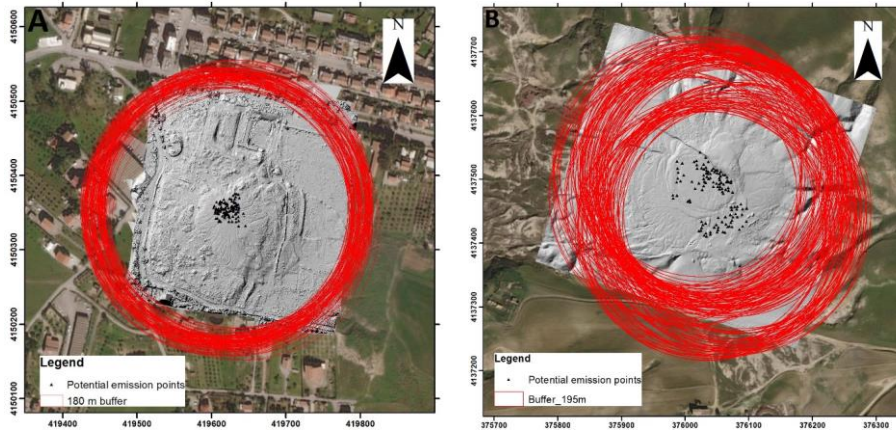 A
N
4150600
4150500
4150400
4150300
4150200
4150100
Legend
Potential emission points
180 m buffer
419400
419500
419600
419700
419800
B
N
4137700
4137600
4137500
4137400
4137300
4137200
Legend
Potential emission points
Buffer_195m
375700
375800
375900
376000
376100
376200
376300